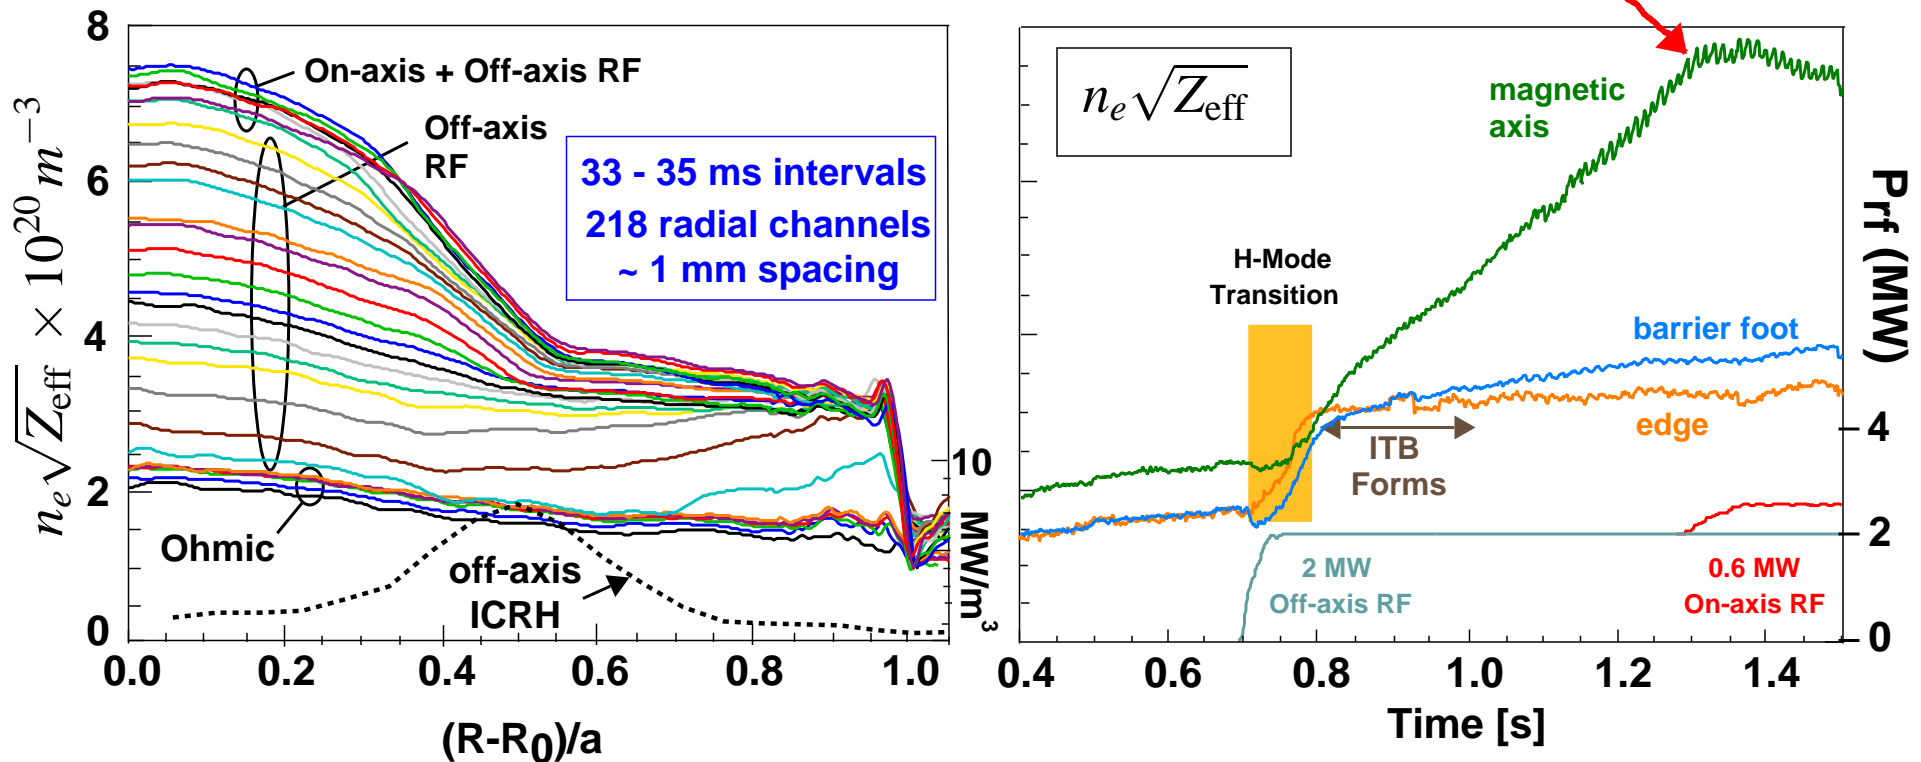 8
6
4
2
0
n_e√Z_eff × 10^20 m^−3
On-axis + Off-axis RF
Off-axis
RF
33 - 35 ms intervals
218 radial channels
~ 1 mm spacing
Ohmic
off-axis
ICRH
10
MW/m^3
0.0 0.2 0.4 0.6 0.8 1.0
(R-R0)/a
n_e√Z_eff
magnetic
axis
H-Mode
Transition
barrier foot
edge
ITB
Forms
2 MW
Off-axis RF
0.6 MW
On-axis RF
4
2
0
Prf (MW)
0.4 0.6 0.8 1.0 1.2 1.4
Time [s]